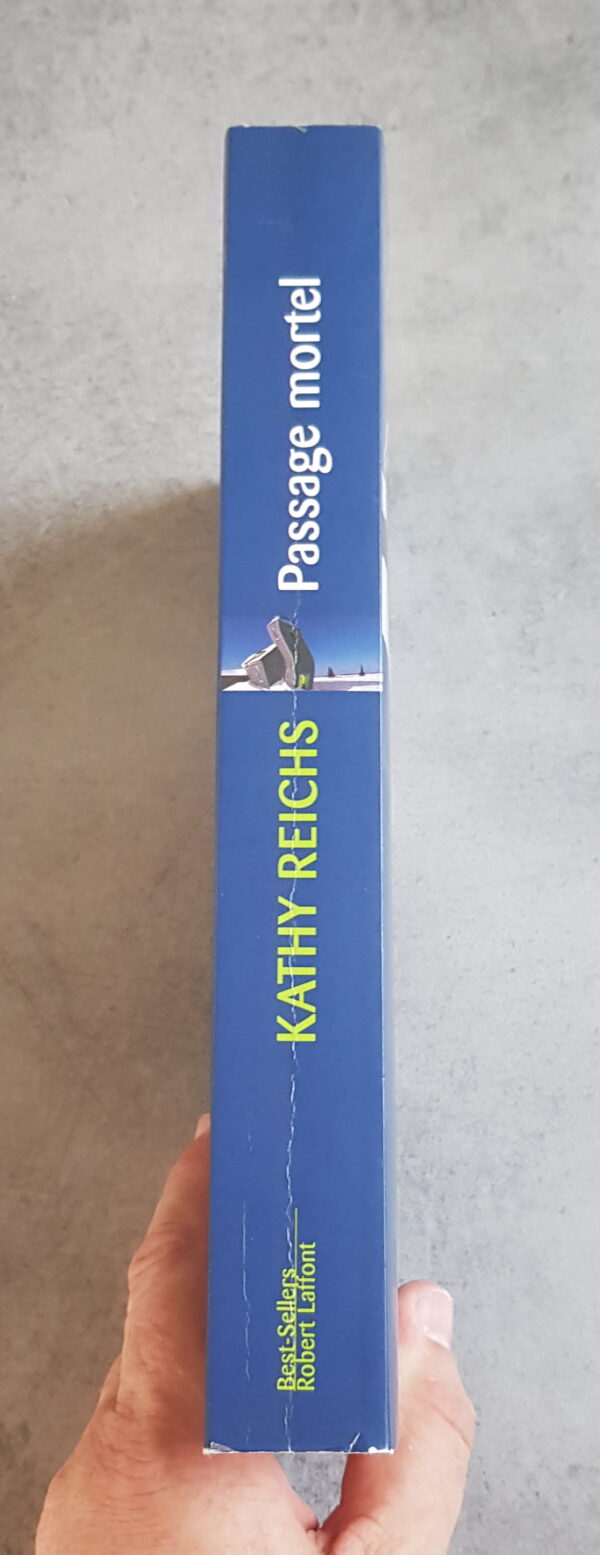 Passage mortel
KATHY REICHS
Best-Sellers
Robert Laffont